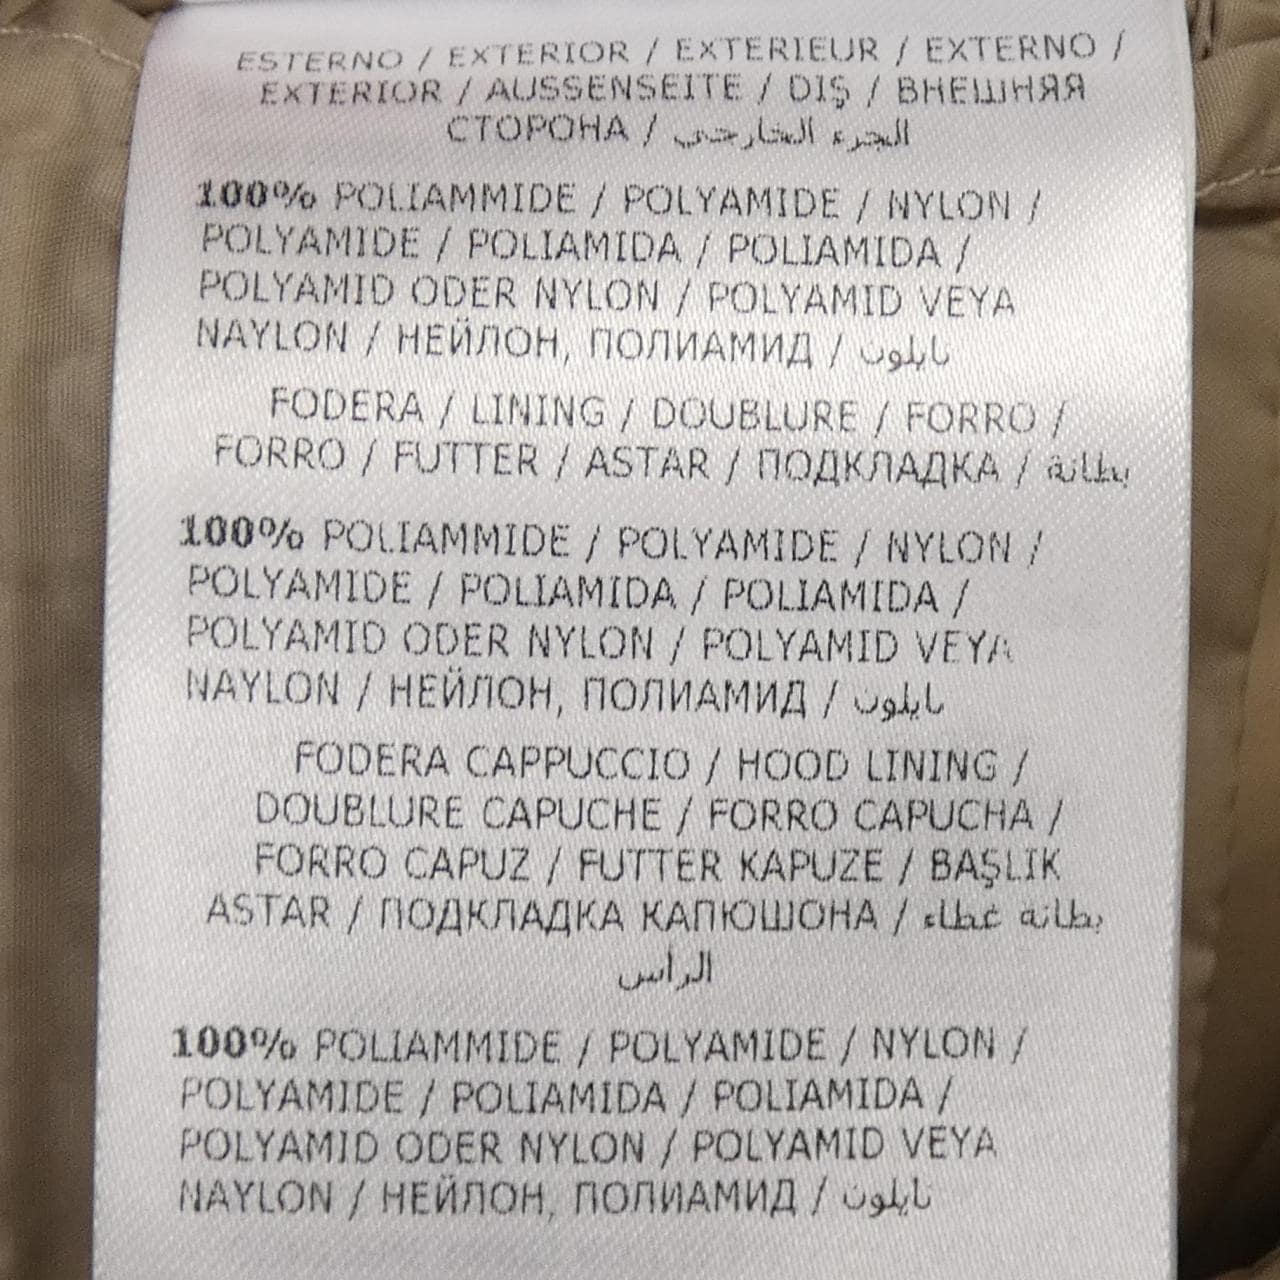 ESTERNO / EXTERIOR / EXTERIEUR / EXTERNO /
EXTERIOR / AUSSENSEITE / DIŞ / ВНЕШНЯЯ
СТОРОНА / الجزء الخارجي
100% POLIAMMIDE / POLYAMIDE / NYLON /
POLYAMIDE / POLIAMIDA / POLIAMIDA /
POLYAMID ODER NYLON / POLYAMID VEYA
NAYLON / НЕЙЛОН, ПОЛИАМИД / نايلون
FODERA / LINING / DOUBLURE / FORRO /
FORRO / FUTTER / ASTAR / ПОДКЛАДКА / بطانة
100% POLIAMMIDE / POLYAMIDE / NYLON /
POLYAMIDE / POLIAMIDA / POLIAMIDA /
POLYAMID ODER NYLON / POLYAMID VEYA
NAYLON / НЕЙЛОН, ПОЛИАМИД / نايلون
FODERA CAPPUCCIO / HOOD LINING /
DOUBLURE CAPUCHE / FORRO CAPUCHA /
FORRO CAPUZ / FUTTER KAPUZE / BAŞLIK
ASTAR / ПОДКЛАДКА КАПЮШОНА / بطانة غطاء
الرأس
100% POLIAMMIDE / POLYAMIDE / NYLON /
POLYAMIDE / POLIAMIDA / POLIAMIDA /
POLYAMID ODER NYLON / POLYAMID VEYA
NAYLON / НЕЙЛОН, ПОЛИАМИД / نايلون